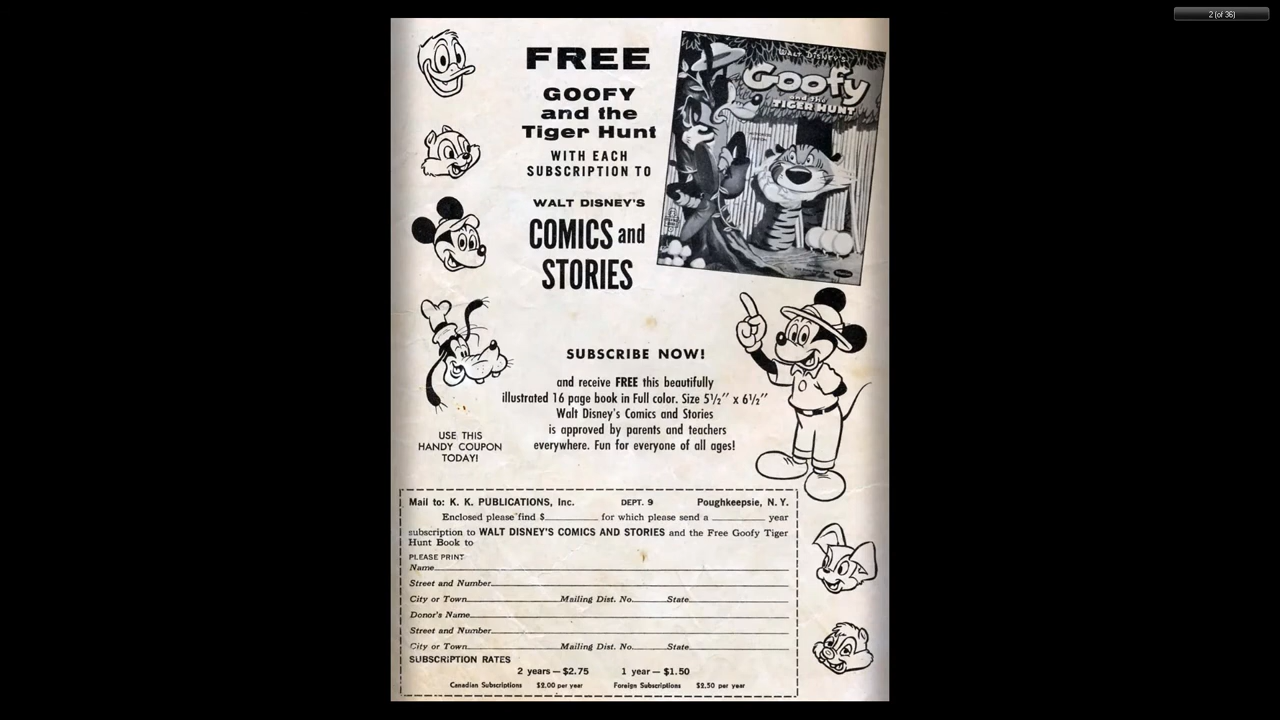 2 (of 36)
FREE
GOOFY
and the
Tiger Hunt
WITH EACH
SUBSCRIPTION TO
WALT DISNEY'S
COMICS and
STORIES
WALT DISNEY'S
Goofy
and the
TIGER HUNT
SUBSCRIBE NOW!
and receive FREE this beautifully
illustrated 16 page book in Full color. Size 5½" x 6½"
Walt Disney's Comics and Stories
is approved by parents and teachers
everywhere. Fun for everyone of all ages!
USE THIS
HANDY COUPON
TODAY!
Mail to: K. K. PUBLICATIONS, Inc. DEPT. 9 Poughkeepsie, N. Y.
Enclosed please find $ for which please send a year
subscription to WALT DISNEY'S COMICS AND STORIES and the Free Goofy Tiger
Hunt Book to
PLEASE PRINT
Name
Street and Number
City or Town Mailing Dist. No. State
Donor's Name
Street and Number
City or Town Mailing Dist. No. State
SUBSCRIPTION RATES
2 years — $2.75 1 year — $1.50
Canadian Subscriptions $2.00 per year Foreign Subscriptions $2.50 per year